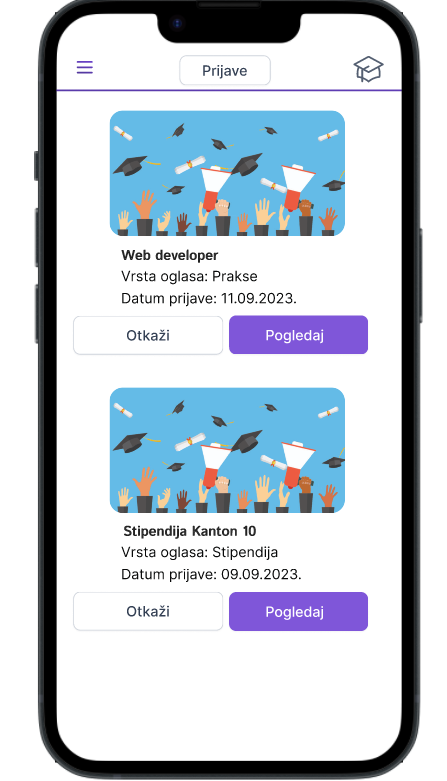 Prijave
Web developer
Vrsta oglasa: Prakse
Datum prijave: 11.09.2023.
Otkaži
Pogledaj
Stipendija Kanton 10
Vrsta oglasa: Stipendija
Datum prijave: 09.09.2023.
Otkaži
Pogledaj